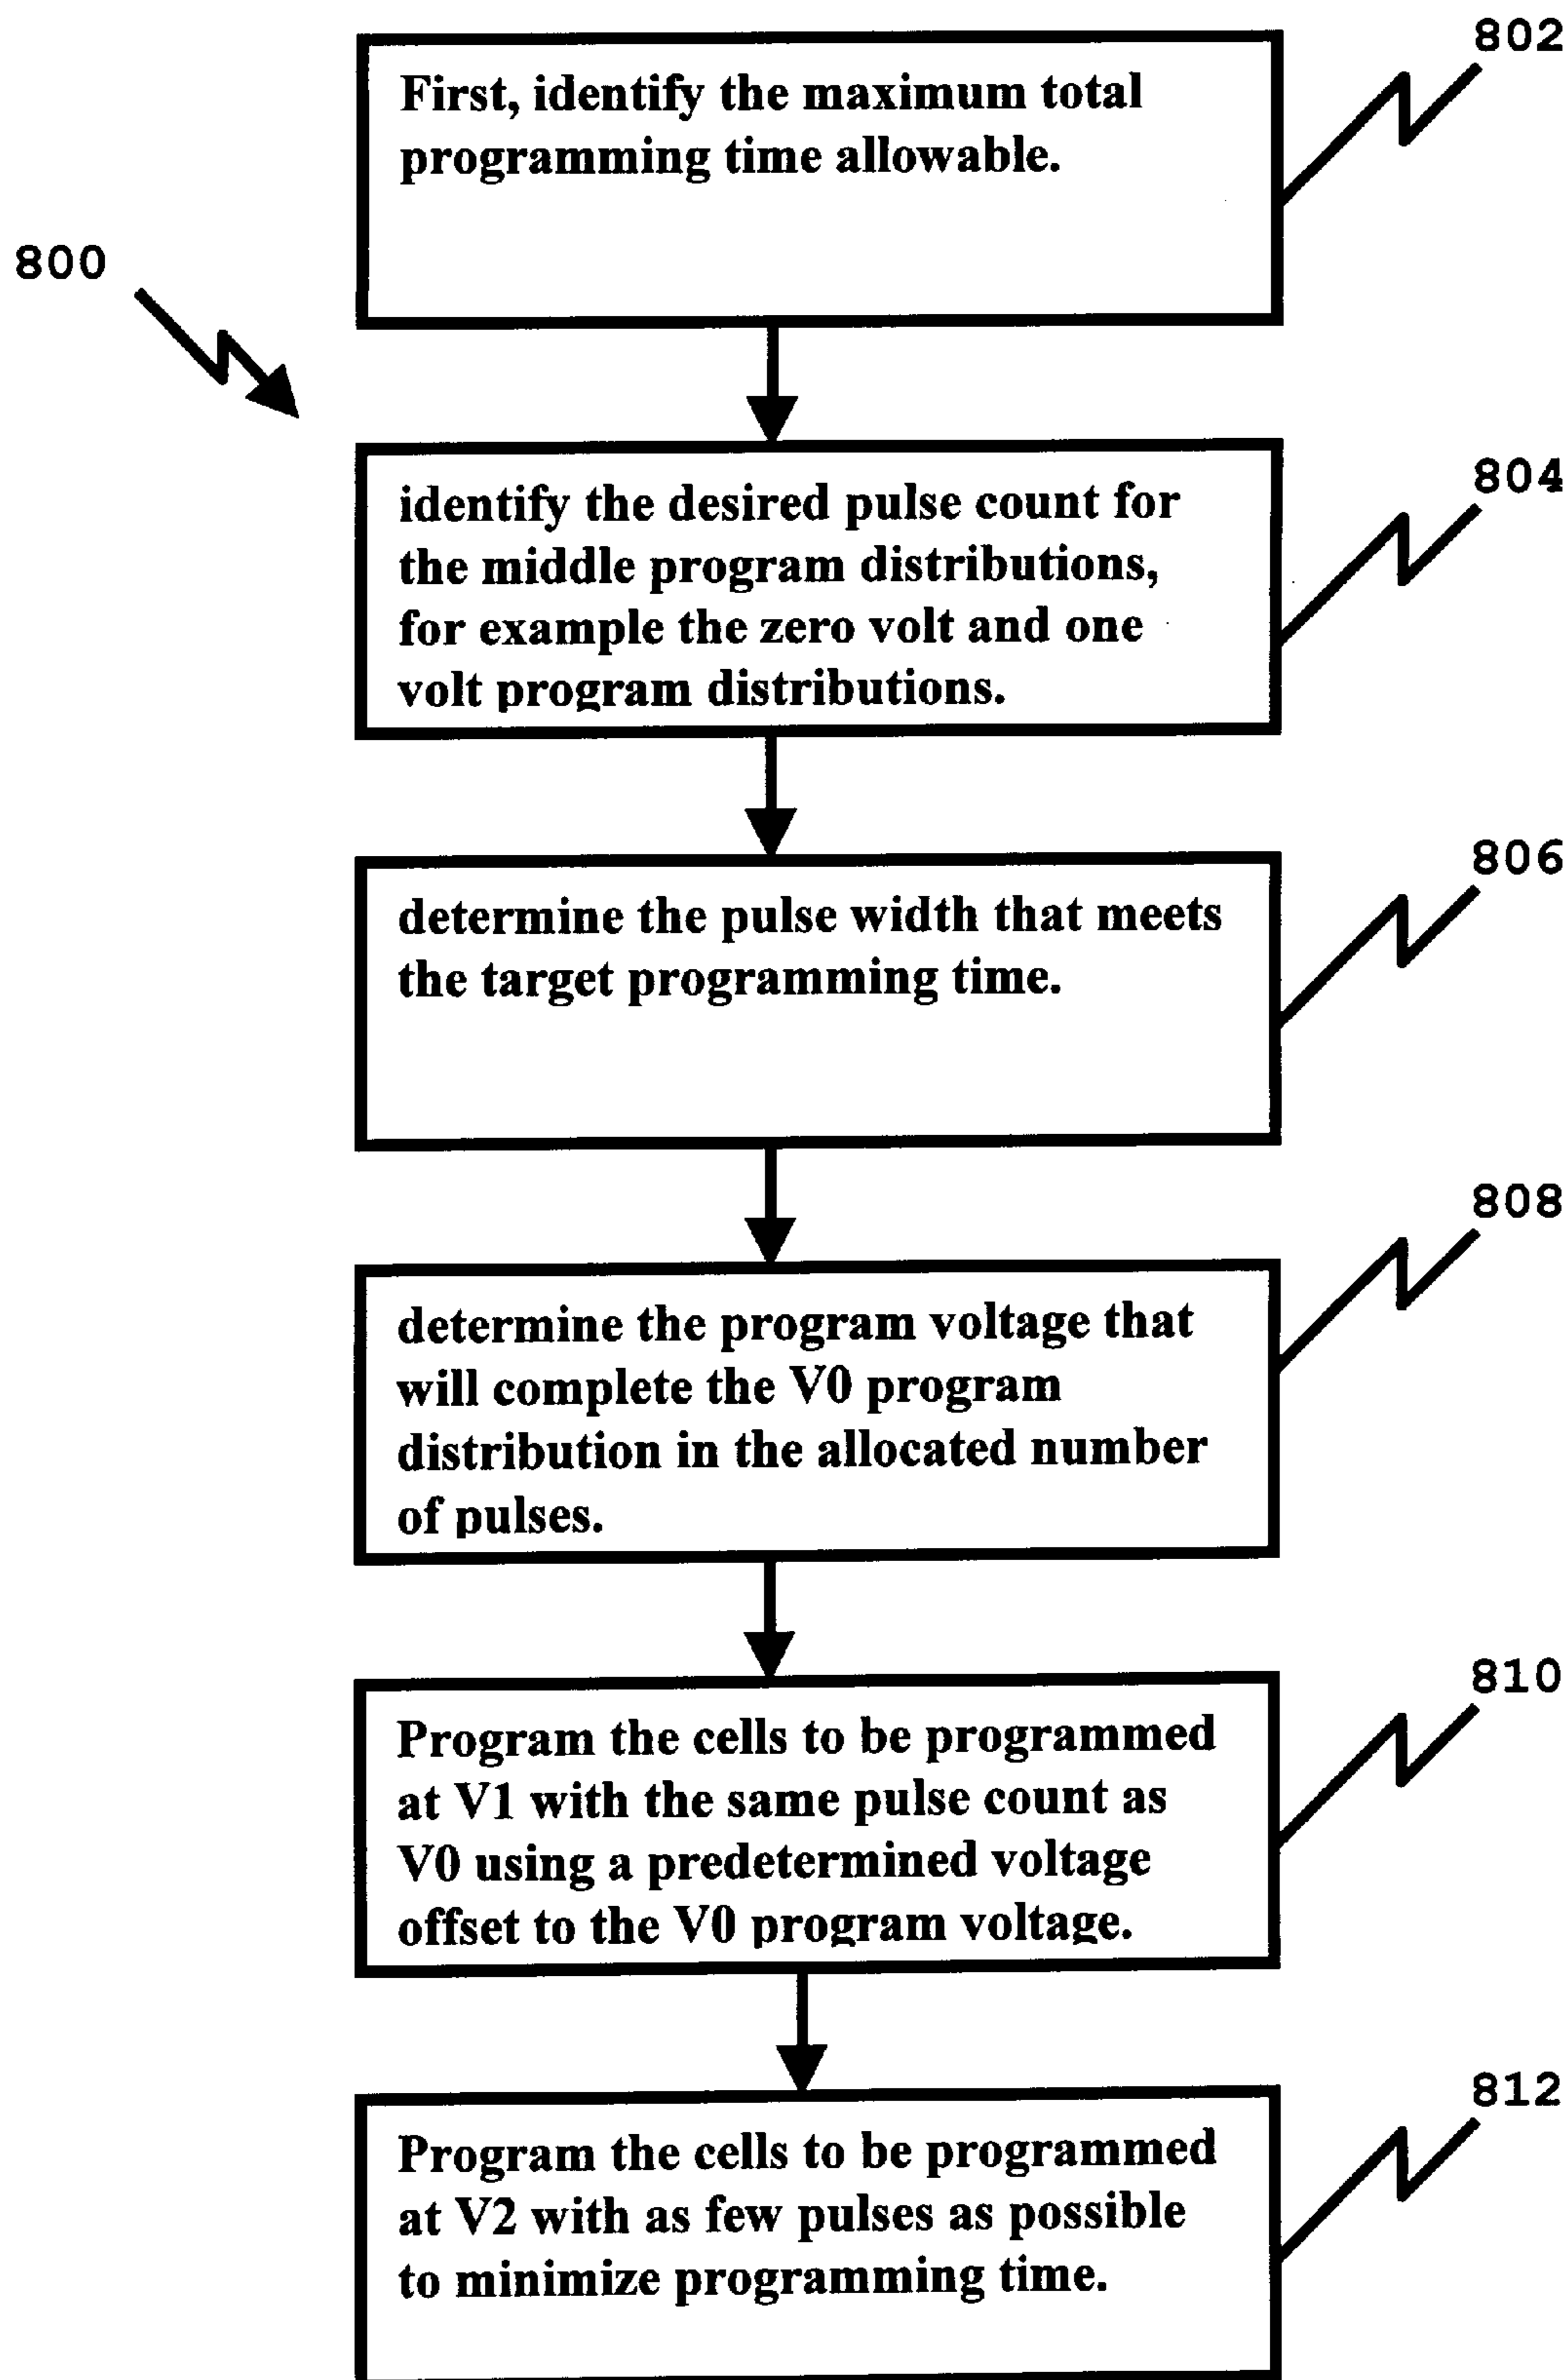 802
First, identify the maximum total
programming time allowable.
800
804
identify the desired pulse count for
the middle program distributions,
for example the zero volt and one
volt program distributions.
806
determine the pulse width that meets
the target programming time.
808
determine the program voltage that
will complete the V0 program
distribution in the allocated number
of pulses.
810
Program the cells to be programmed
at V1 with the same pulse count as
V0 using a predetermined voltage
offset to the V0 program voltage.
812
Program the cells to be programmed
at V2 with as few pulses as possible
to minimize programming time.